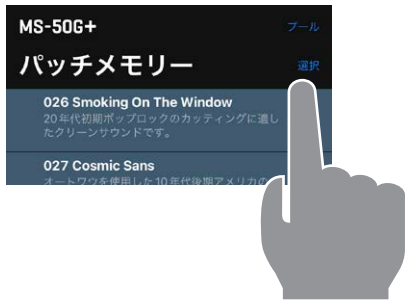 MS-50G+
プール
パッチメモリー
選択
026 Smoking On The Window
20年代初期ポップロックのカッティングに適し
たクリーンサウンドです。
027 Cosmic Sans
オートワウを使用した10年代後期アメリカの